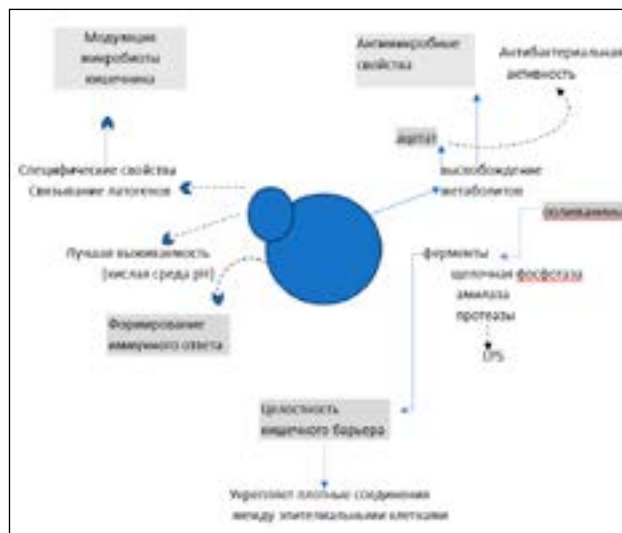 Модуляция
микробиоты
кишечника
Антимикробные
свойства
Антибактериальная
активность
ацетат
высвобождение
метаболитов
Специфические свойства
Связывание патогенов
Лучшая выживаемость
(кислая среда pH)
Формирование
иммунного ответа
полиамины
ферменты
щелочная фосфотаза
амилаза
протеазы
LPS
Целостность
кишечного барьера
Укрепляют плотные соединения
между эпителиальными клетками